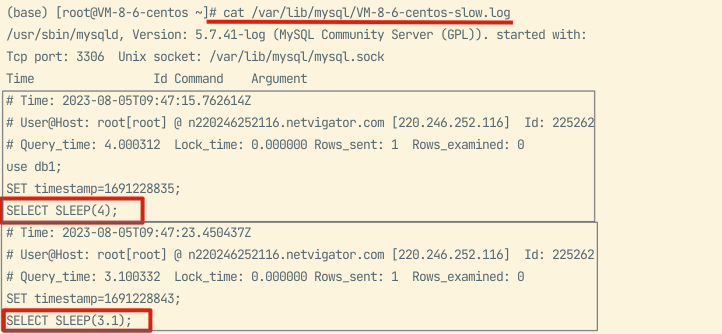 (base) [root@VM-8-6-centos ~]# cat /var/lib/mysql/VM-8-6-centos-slow.log
/usr/sbin/mysqld, Version: 5.7.41-log (MySQL Community Server (GPL)). started with:
Tcp port: 3306  Unix socket: /var/lib/mysql/mysql.sock
Time                 Id Command    Argument
# Time: 2023-08-05T09:47:15.762614Z
# User@Host: root[root] @ n220246252116.netvigator.com [220.246.252.116]  Id: 225262
# Query_time: 4.000312  Lock_time: 0.000000 Rows_sent: 1  Rows_examined: 0
use db1;
SET timestamp=1691228835;
SELECT SLEEP(4);
# Time: 2023-08-05T09:47:23.450437Z
# User@Host: root[root] @ n220246252116.netvigator.com [220.246.252.116]  Id: 225262
# Query_time: 3.100332  Lock_time: 0.000000 Rows_sent: 1  Rows_examined: 0
SET timestamp=1691228843;
SELECT SLEEP(3.1);